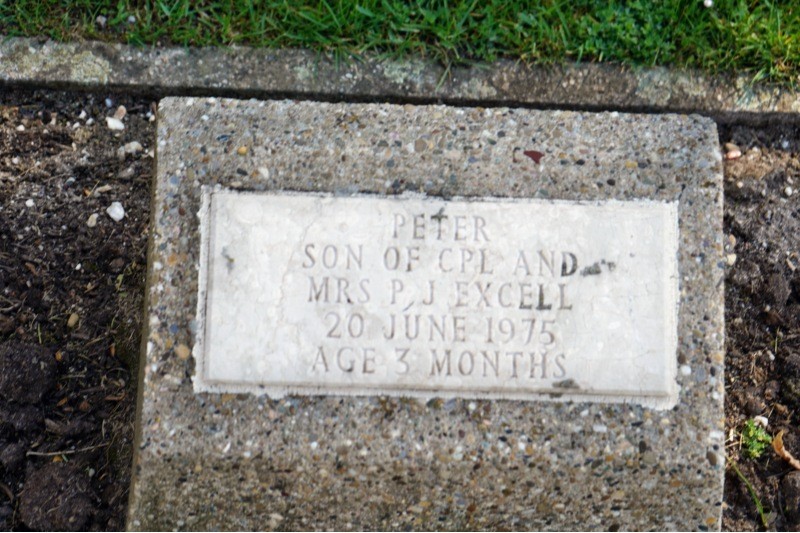 PETER
SON OF CPL AND
MRS P, J EXCELL
20 JUNE 1975
AGE 3 MONTHS